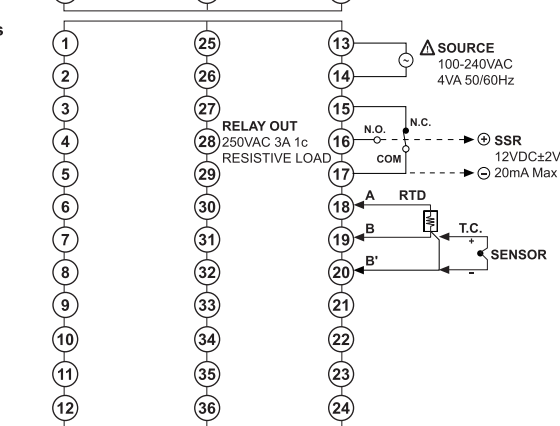 s
1 25 13
2 26 14
3 27 15
4 28 16
5 29 17
6 30 18
7 31 19
8 32 20
9 33 21
10 34 22
11 35 23
12 36 24
SOURCE
100-240VAC
4VA 50/60Hz
RELAY OUT
250VAC 3A 1c
RESISTIVE LOAD
N.C.
N.O.
COM
+ SSR
12VDC±2V
- 20mA Max
A RTD
B T.C.
+
SENSOR
B'
-